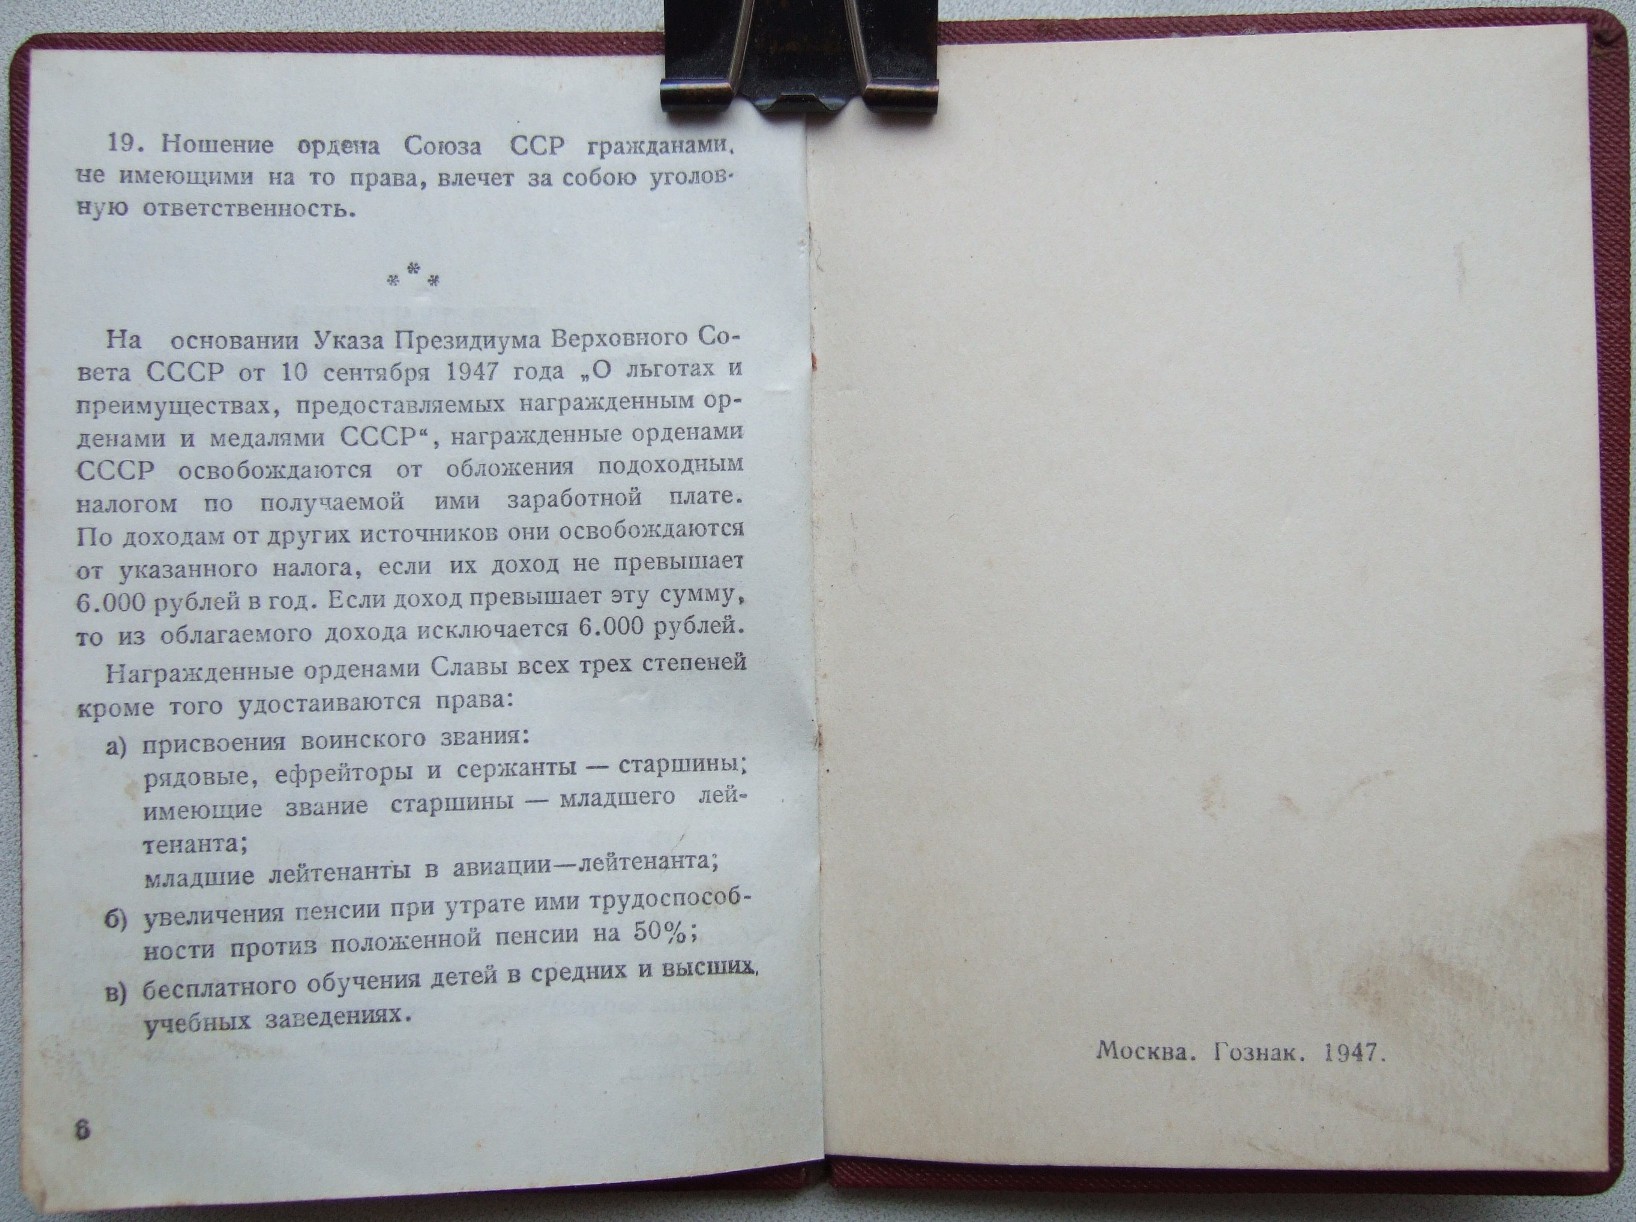 19. Ношение ордена Союза ССР гражданами,
не имеющими на то права, влечет за собою уголов-
ную ответственность.
* * *
На основании Указа Президиума Верховного Со-
вета СССР от 10 сентября 1947 года „О льготах и
преимуществах, предоставляемых награжденным ор-
денами и медалями СССР“, награжденные орденами
СССР освобождаются от обложения подоходным
налогом по получаемой ими заработной плате.
По доходам от других источников они освобождаются
от указанного налога, если их доход не превышает
6.000 рублей в год. Если доход превышает эту сумму,
то из облагаемого дохода исключается 6.000 рублей.
Награжденные орденами Славы всех трех степеней
кроме того удостаиваются права:
а) присвоения воинского звания:
рядовые, ефрейторы и сержанты — старшины;
имеющие звание старшины — младшего лей-
тенанта;
младшие лейтенанты в авиации—лейтенанта;
б) увеличения пенсии при утрате ими трудоспособ-
ности против положенной пенсии на 50%;
в) бесплатного обучения детей в средних и высших
учебных заведениях.
6
Москва. Гознак. 1947.